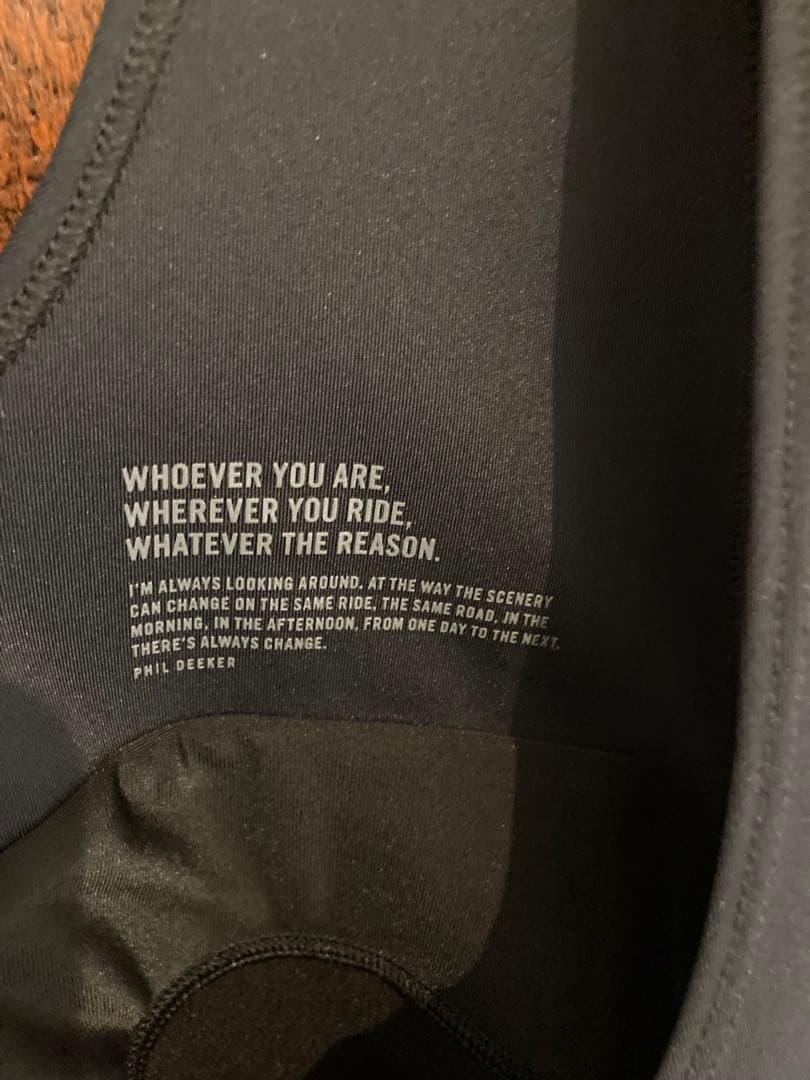 WHOEVER YOU ARE,
WHEREVER YOU RIDE,
WHATEVER THE REASON.
I'M ALWAYS LOOKING AROUND. AT THE WAY THE SCENERY
CAN CHANGE ON THE SAME RIDE, THE SAME ROAD, IN THE
MORNING, IN THE AFTERNOON, FROM ONE DAY TO THE NEXT.
THERE'S ALWAYS CHANGE.
PHIL DEEKER